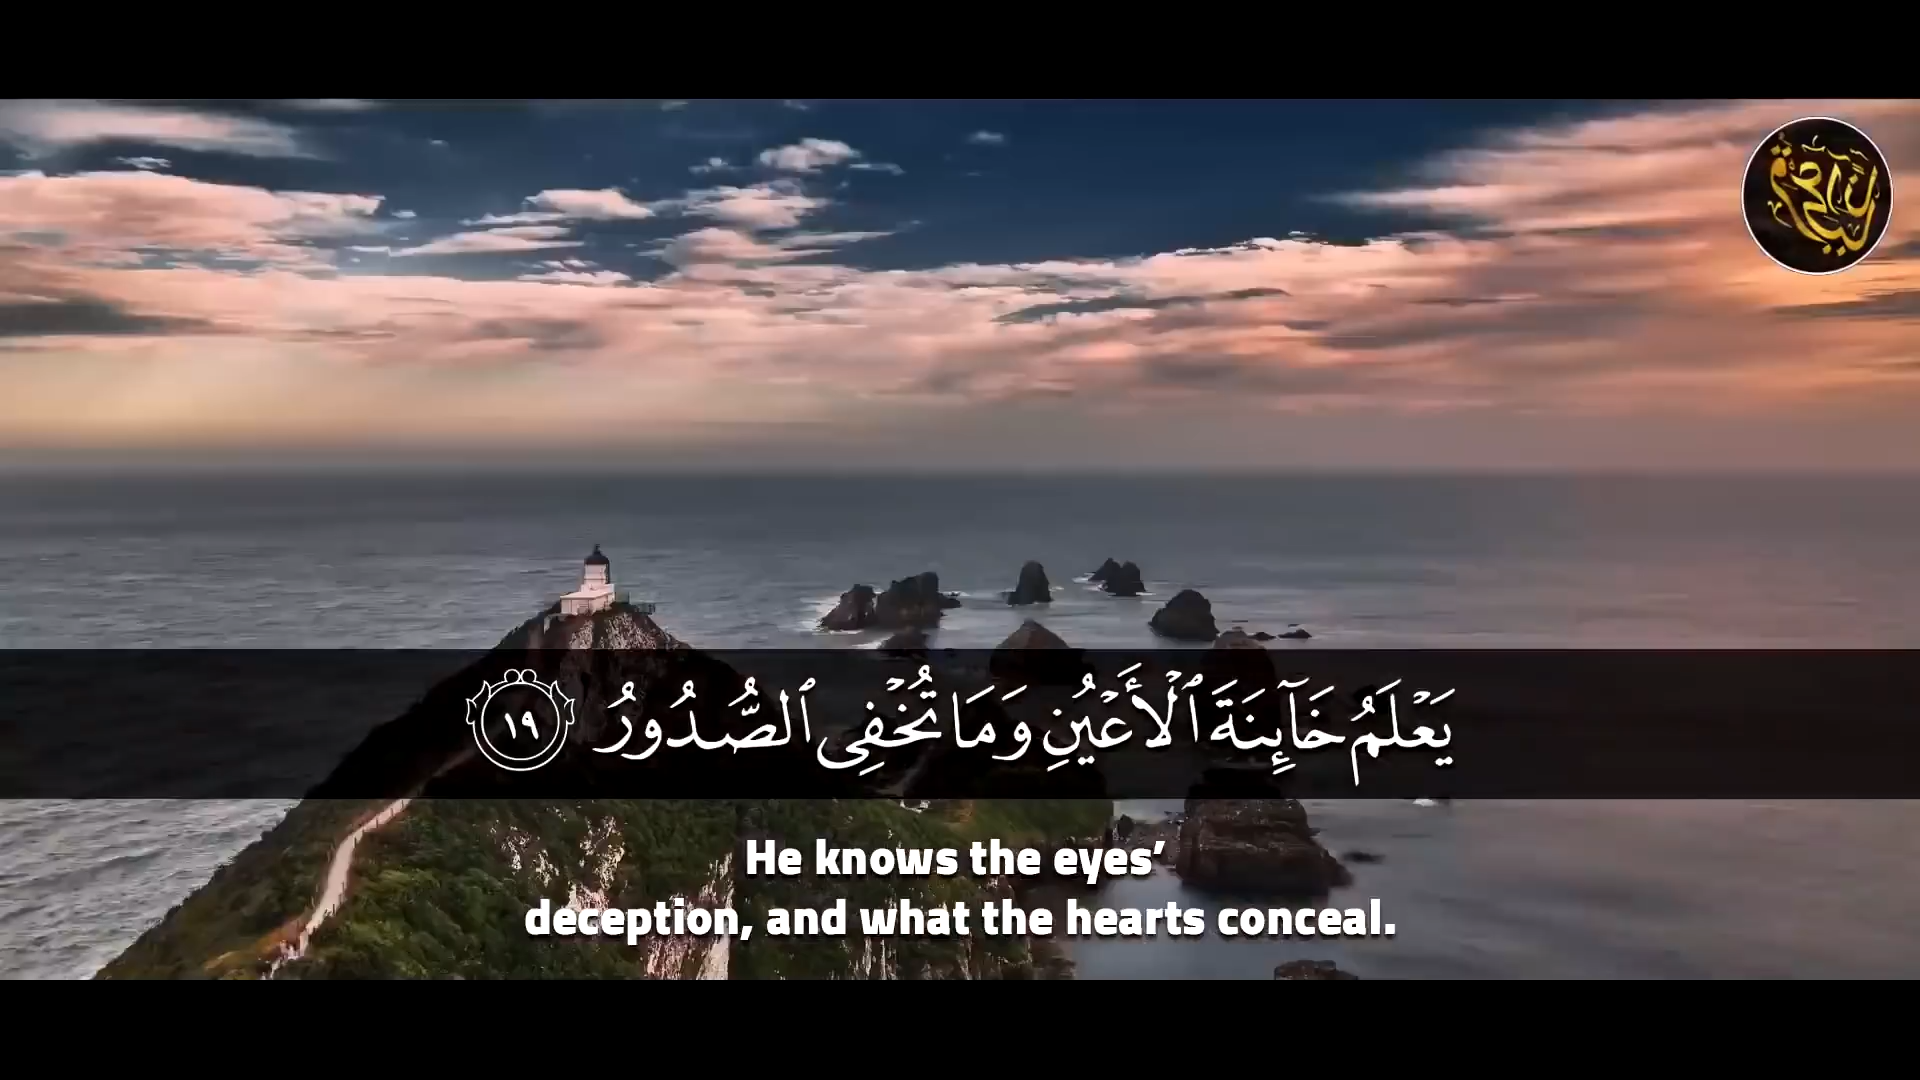 يَعْلَمُ خَآئِنَةَ ٱلْأَعْيُنِ وَمَا تُخْفِى ٱلصُّدُورُ ١٩
He knows the eyes’
deception, and what the hearts conceal.